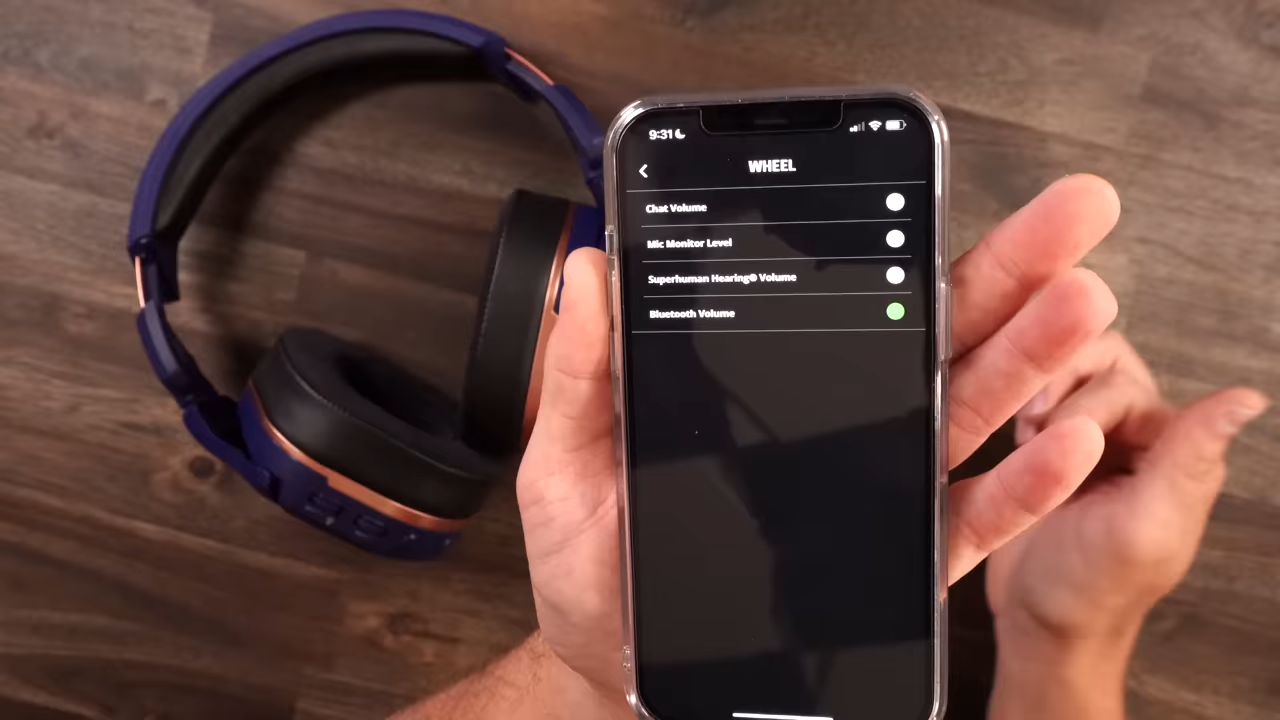 9:31
WHEEL
Chat Volume
Mic Monitor Level
Superhuman Hearing® Volume
Bluetooth Volume